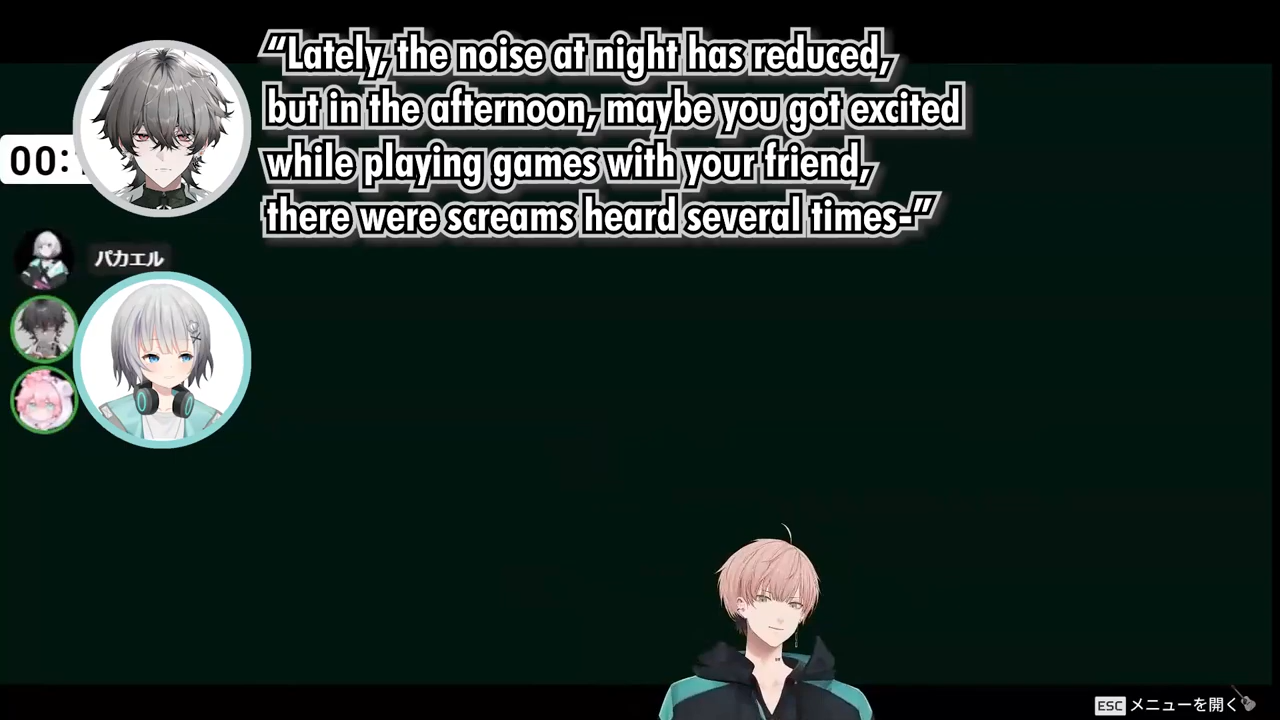 “Lately, the noise at night has reduced,
but in the afternoon, maybe you got excited
while playing games with your friend,
there were screams heard several times-”
00:
バカエル
ESC メニューを開く